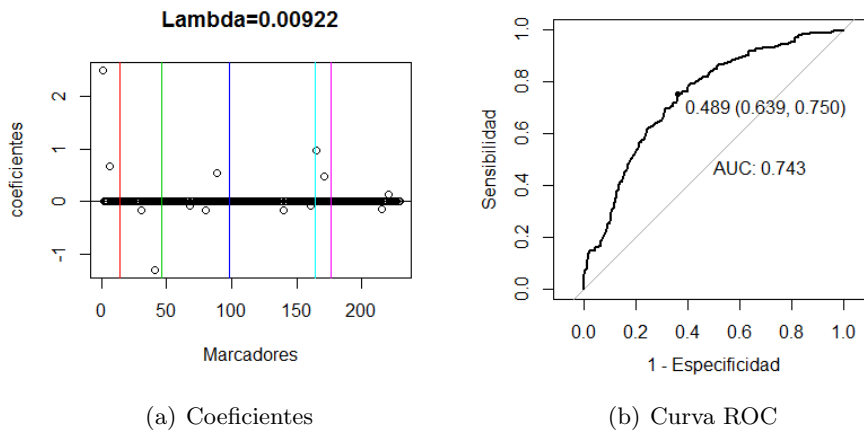 Lambda=0.00922
coeficientes
2
1
0
-1
0
50
100
150
200
Marcadores
(a) Coeficientes
Sensibilidad
1.0
0.8
0.6
0.4
0.2
0.0
0.489 (0.639, 0.750)
AUC: 0.743
0.0
0.2
0.4
0.6
0.8
1.0
1 - Especificidad
(b) Curva ROC